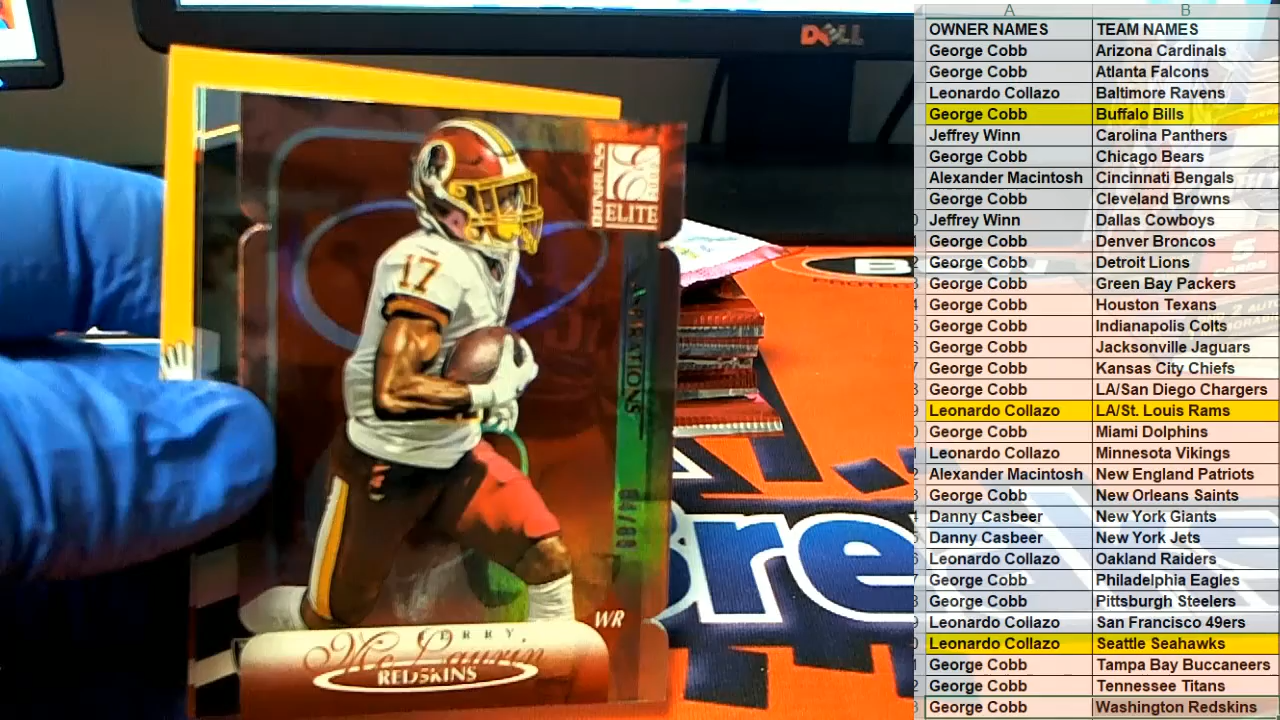 DELL
17
DONRUSS
ELITE
WR
TERRY
McLaurin
REDSKINS
B
Bre
A B
OWNER NAMES TEAM NAMES
George Cobb Arizona Cardinals
George Cobb Atlanta Falcons
Leonardo Collazo Baltimore Ravens
George Cobb Buffalo Bills
Jeffrey Winn Carolina Panthers
George Cobb Chicago Bears
Alexander Macintosh Cincinnati Bengals
George Cobb Cleveland Browns
Jeffrey Winn Dallas Cowboys
George Cobb Denver Broncos
George Cobb Detroit Lions
George Cobb Green Bay Packers
George Cobb Houston Texans
George Cobb Indianapolis Colts
George Cobb Jacksonville Jaguars
George Cobb Kansas City Chiefs
George Cobb LA/San Diego Chargers
Leonardo Collazo LA/St. Louis Rams
George Cobb Miami Dolphins
Leonardo Collazo Minnesota Vikings
Alexander Macintosh New England Patriots
George Cobb New Orleans Saints
Danny Casbeer New York Giants
Danny Casbeer New York Jets
Leonardo Collazo Oakland Raiders
George Cobb Philadelphia Eagles
George Cobb Pittsburgh Steelers
Leonardo Collazo San Francisco 49ers
Leonardo Collazo Seattle Seahawks
George Cobb Tampa Bay Buccaneers
George Cobb Tennessee Titans
George Cobb Washington Redskins